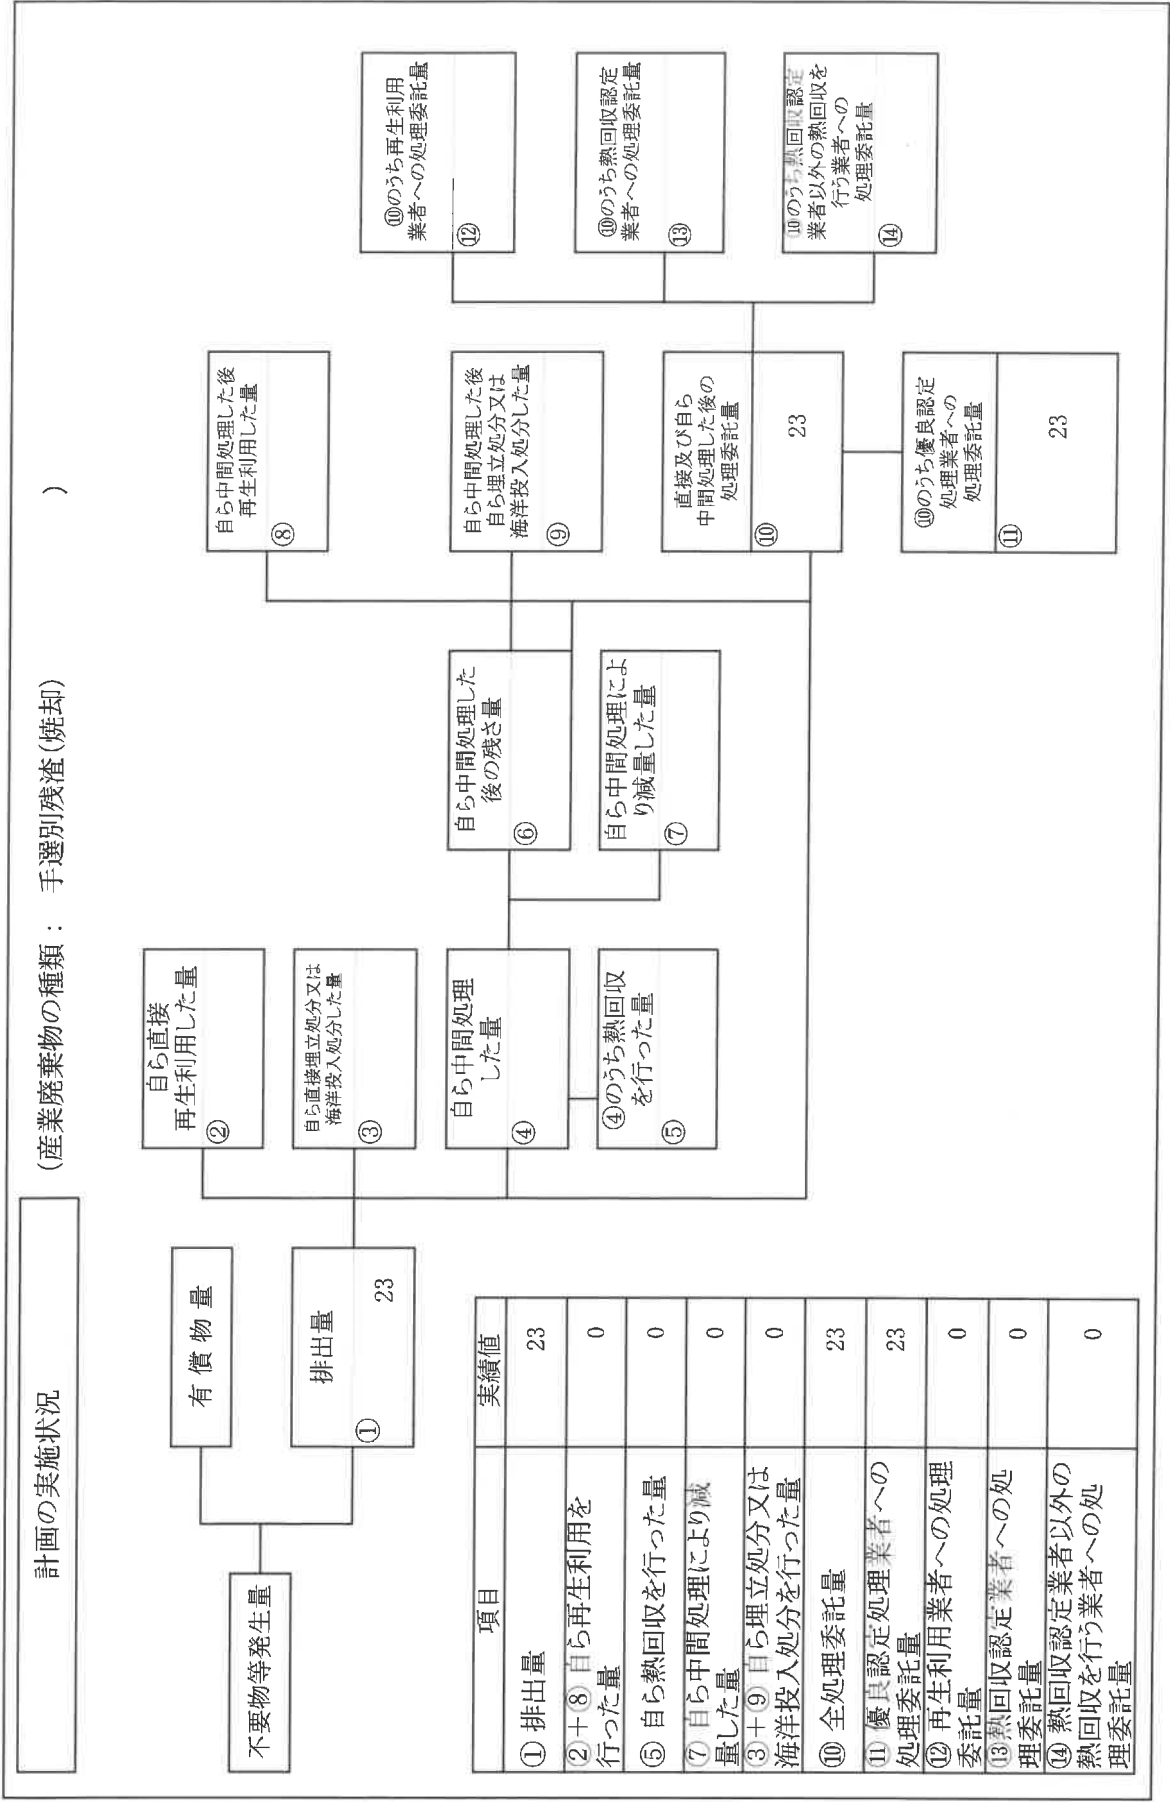 計画の実施状況
(産業廃棄物の種類： 手選別残渣(焼却) )
不要物等発生量
有償物量
排出量
① 23
自ら直接
再生利用した量
②
自ら直接埋立処分又は
海洋投入処分した量
③
自ら中間処理
した量
④
④のうち熱回収
を行った量
⑤
自ら中間処理した
後の残さ量
⑥
自ら中間処理によ
り減量した量
⑦
自ら中間処理した後
再生利用した量
⑧
自ら中間処理した後
自ら埋立処分又は
海洋投入処分した量
⑨
直接及び自ら
中間処理した後の
処理委託量
⑩ 23
⑩のうち優良認定
処理業者への
処理委託量
⑪ 23
⑩のうち再生利用
業者への処理委託量
⑫
⑩のうち熱回収認定
業者への処理委託量
⑬
⑩のうち熱回収認定
業者以外の熱回収を
行う業者への
処理委託量
⑭
項目 実績値
① 排出量 23
②＋⑧ 自ら再生利用を
行った量 0
⑤ 自ら熱回収を行った量 0
⑦ 自ら中間処理により減
量した量 0
③＋⑨ 自ら埋立処分又は
海洋投入処分を行った量 0
⑩ 全処理委託量 23
⑪ 優良認定処理業者への
処理委託量 23
⑫ 再生利用業者への処理
委託量 0
⑬熱回収認定業者への処
理委託量 0
⑭ 熱回収認定業者以外の
熱回収を行う業者への処
理委託量 0